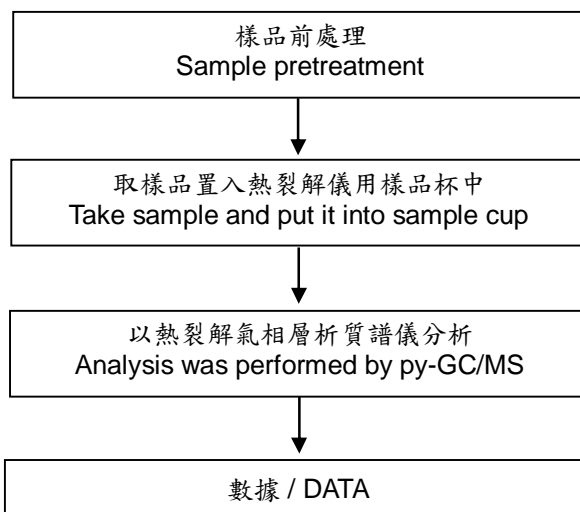 樣品前處理
Sample pretreatment
取樣品置入熱裂解儀用樣品杯中
Take sample and put it into sample cup
以熱裂解氣相層析質譜儀分析
Analysis was performed by py-GC/MS
數據 / DATA